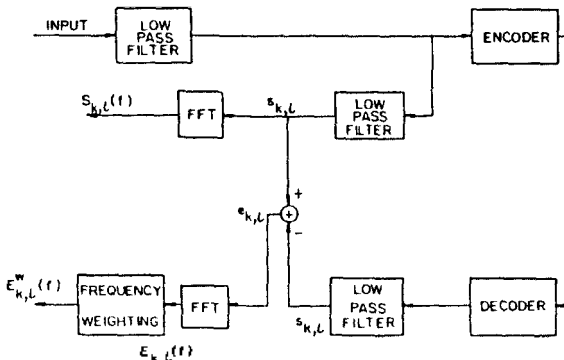 INPUT
LOW
PASS
FILTER
ENCODER
S_{k,l}(f)
FFT
s_{k,l}
LOW
PASS
FILTER
+
e_{k,l}
+
-
E^w_{k,l}(f)
FREQUENCY
WEIGHTING
FFT
s_{k,l}
LOW
PASS
FILTER
DECODER
E_{k,l}(f)